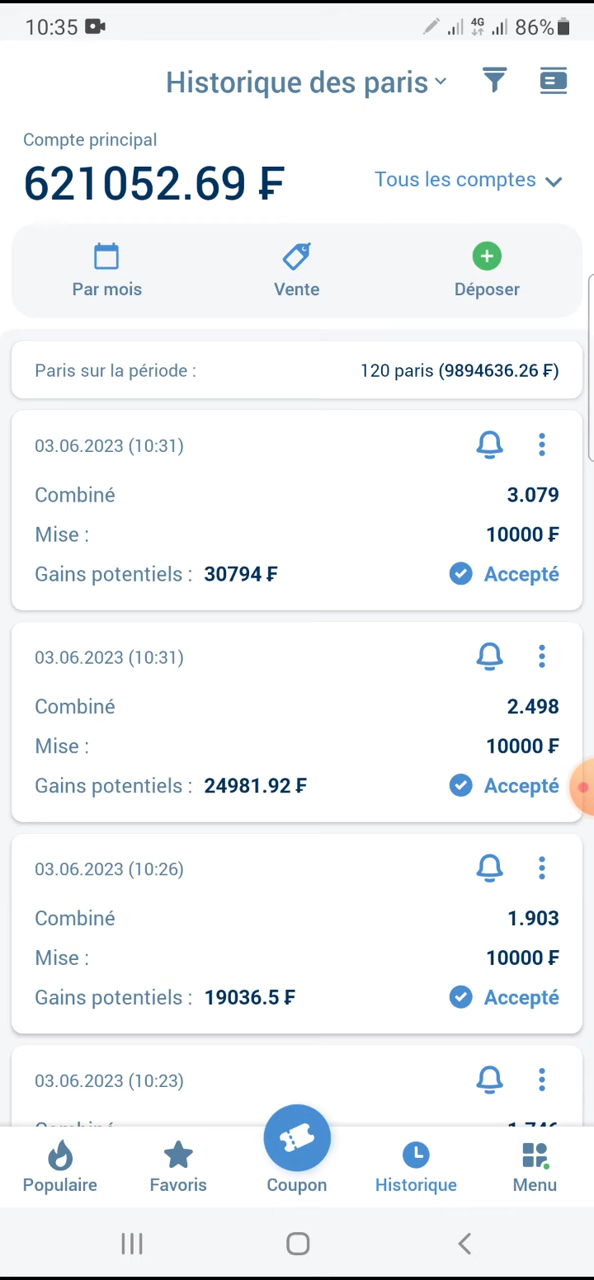 10:35 4G 86%
Historique des paris
Compte principal
621052.69 ₣ Tous les comptes
Par mois Vente Déposer
Paris sur la période : 120 paris (9894636.26 ₣)
03.06.2023 (10:31)
Combiné 3.079
Mise : 10000 ₣
Gains potentiels : 30794 ₣ Accepté
03.06.2023 (10:31)
Combiné 2.498
Mise : 10000 ₣
Gains potentiels : 24981.92 ₣ Accepté
03.06.2023 (10:26)
Combiné 1.903
Mise : 10000 ₣
Gains potentiels : 19036.5 ₣ Accepté
03.06.2023 (10:23)
Populaire Favoris Coupon Historique Menu